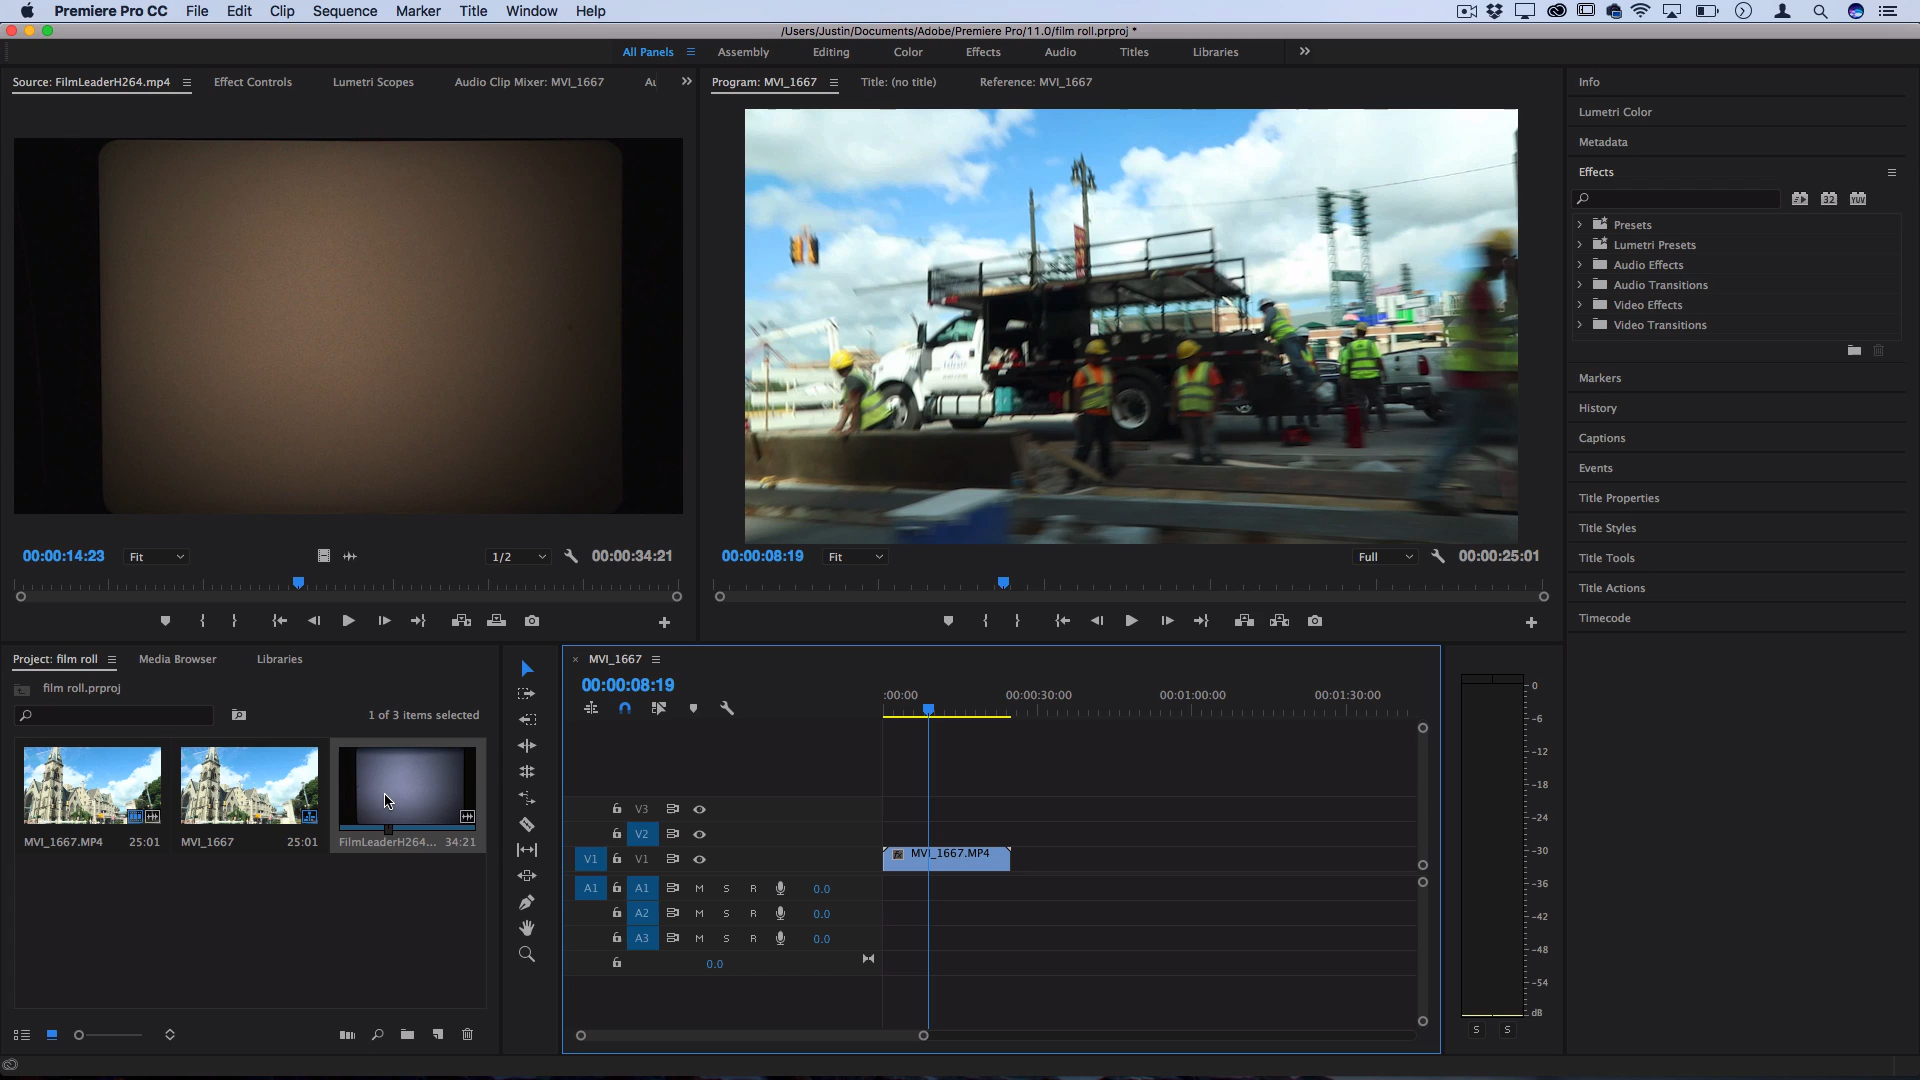 Premiere Pro CC File Edit Clip Sequence Marker Title Window Help
/Users/Justin/Documents/Adobe/Premiere Pro/11.0/film roll.prproj *
All Panels Assembly Editing Color Effects Audio Titles Libraries
Source: FilmLeaderH264.mp4 Effect Controls Lumetri Scopes Audio Clip Mixer: MVI_1667 Au
Program: MVI_1667 Title: (no title) Reference: MVI_1667
00:00:14:23 Fit 1/2 00:00:34:21
00:00:08:19 Fit Full 00:00:25:01
Info
Lumetri Color
Metadata
Effects
32 YUV
Presets
Lumetri Presets
Audio Effects
Audio Transitions
Video Effects
Video Transitions
Markers
History
Captions
Events
Title Properties
Title Styles
Title Tools
Title Actions
Timecode
Project: film roll Media Browser Libraries
film roll.prproj
1 of 3 items selected
MVI_1667.MP4 25:01 MVI_1667 25:01 FilmLeaderH264... 34:21
MVI_1667
00:00:08:19
:00:00 00:00:30:00 00:01:00:00 00:01:30:00
V3
V2
V1 V1 MVI_1667.MP4
A1 A1 M S R 0.0
A2 M S R 0.0
A3 M S R 0.0
0.0
0
-6
-12
-18
-24
-30
-36
-42
-48
-54
dB
S S